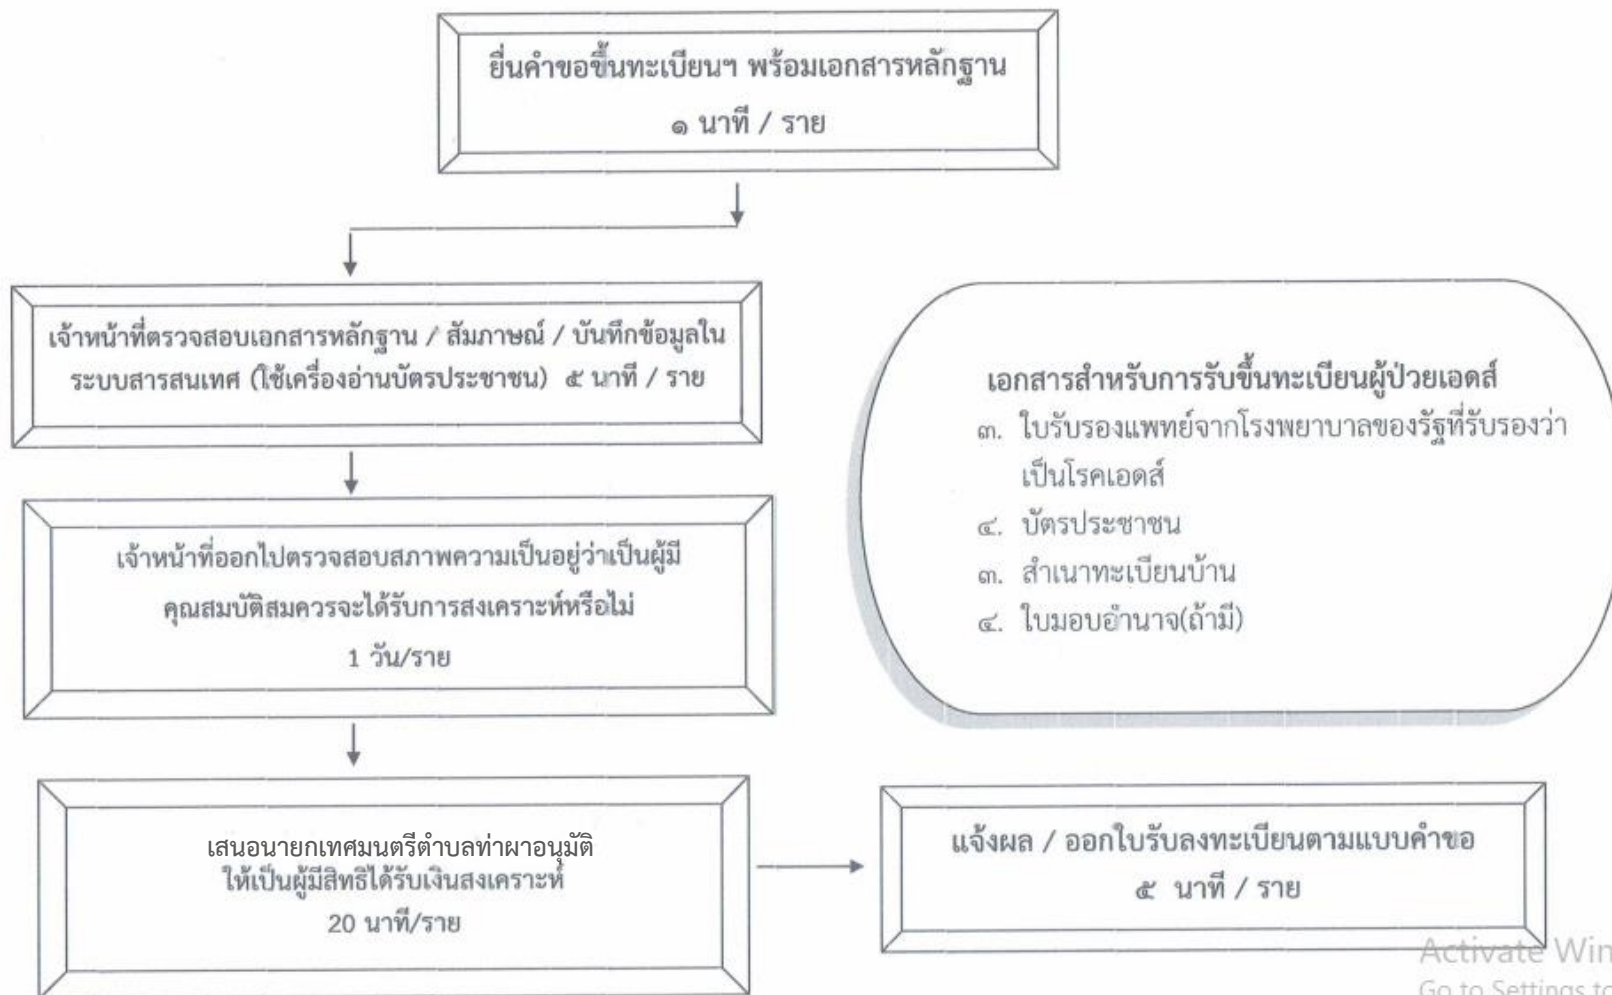 ยื่นคำขอขึ้นทะเบียนฯ พร้อมเอกสารหลักฐาน
๑ นาที / ราย
เจ้าหน้าที่ตรวจสอบเอกสารหลักฐาน / สัมภาษณ์ / บันทึกข้อมูลใน
ระบบสารสนเทศ (ใช้เครื่องอ่านบัตรประชาชน) ๕ นาที / ราย
เอกสารสำหรับการรับขึ้นทะเบียนผู้ป่วยเอดส์
๓. ใบรับรองแพทย์จากโรงพยาบาลของรัฐที่รับรองว่า
เป็นโรคเอดส์
๔. บัตรประชาชน
๓. สำเนาทะเบียนบ้าน
๔. ใบมอบอำนาจ(ถ้ามี)
เจ้าหน้าที่ออกไปตรวจสอบสภาพความเป็นอยู่ว่าเป็นผู้มี
คุณสมบัติสมควรจะได้รับการสงเคราะห์หรือไม่
1 วัน/ราย
เสนอนายกเทศมนตรีตำบลท่าผาอนุมัติ
ให้เป็นผู้มีสิทธิได้รับเงินสงเคราะห์
20 นาที/ราย
แจ้งผล / ออกใบรับลงทะเบียนตามแบบคำขอ
๕ นาที / ราย
Activate Win
Go to Settings to